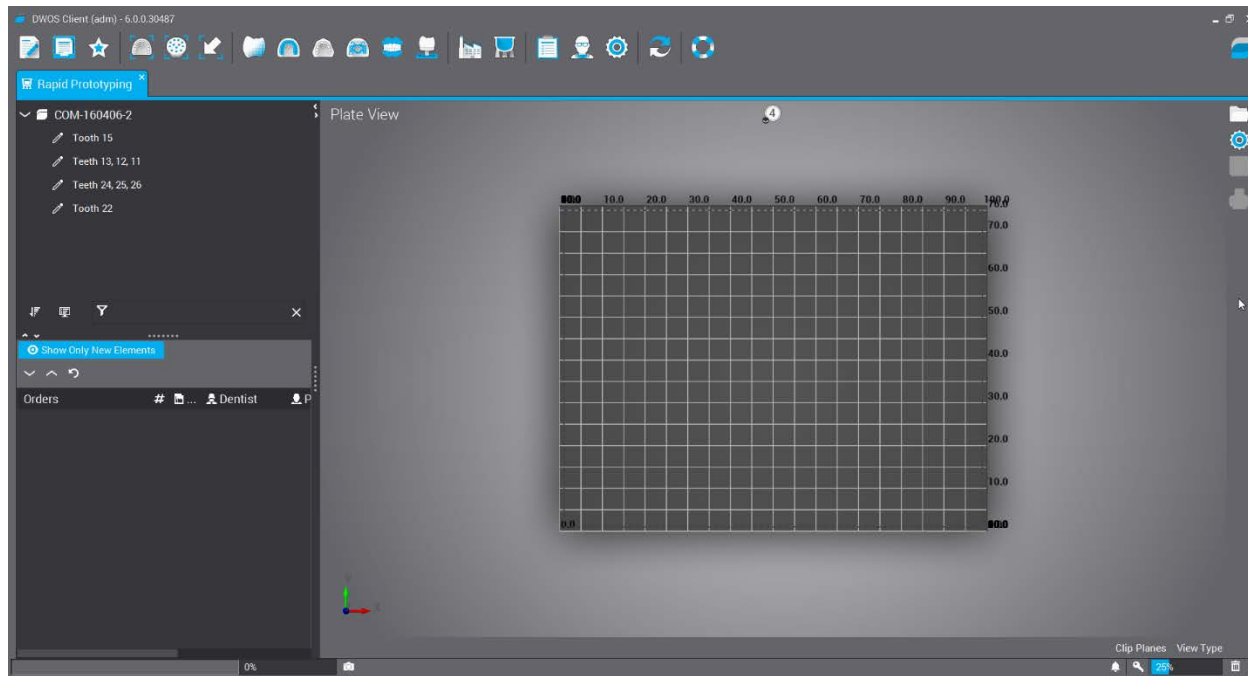 DWOS Client (adm) - 6.0.0.30487
Rapid Prototyping
COM-160406-2
Tooth 15
Teeth 13, 12, 11
Teeth 24, 25, 26
Tooth 22
Show Only New Elements
Orders # ... Dentist P
0%
Plate View
4
10.0 20.0 30.0 40.0 50.0 60.0 70.0 80.0 90.0
70.0
60.0
50.0
40.0
30.0
20.0
10.0
0.0
Clip Planes View Type
25%